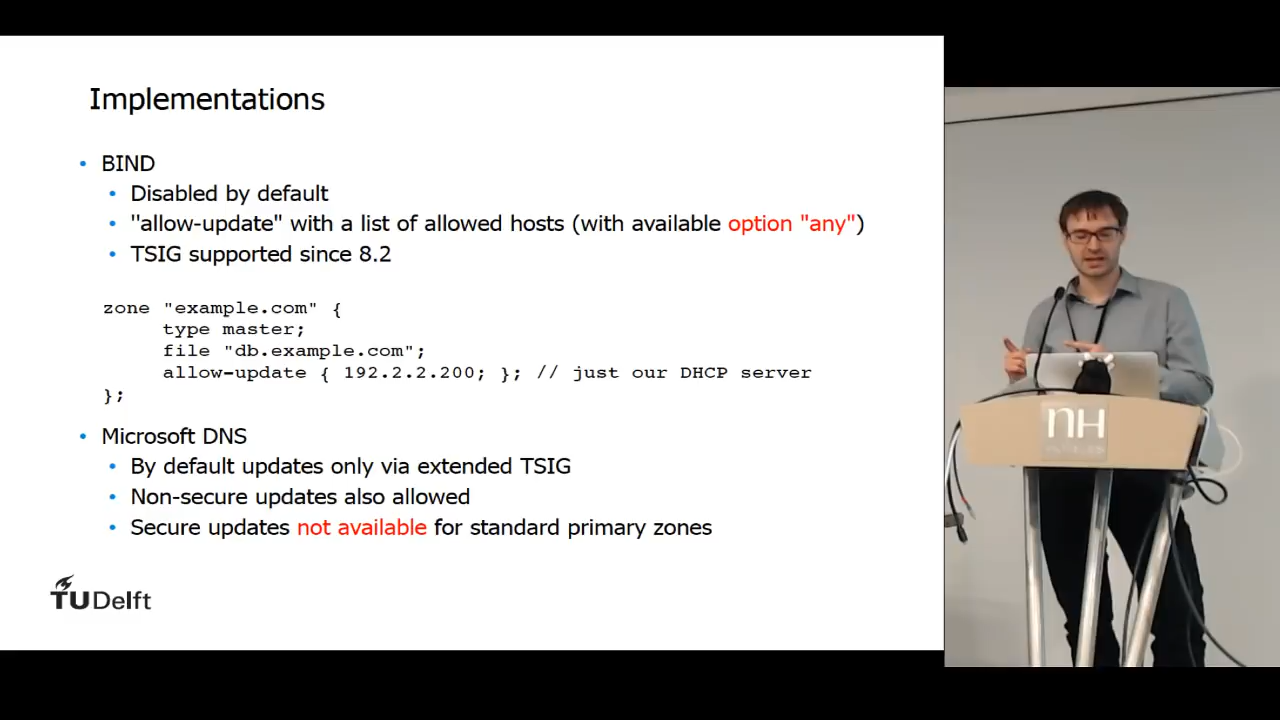 Implementations
• BIND
• Disabled by default
• "allow-update" with a list of allowed hosts (with available option "any")
• TSIG supported since 8.2
zone "example.com" {
type master;
file "db.example.com";
allow-update { 192.2.2.200; }; // just our DHCP server
};
• Microsoft DNS
• By default updates only via extended TSIG
• Non-secure updates also allowed
• Secure updates not available for standard primary zones
TUDelft
nH